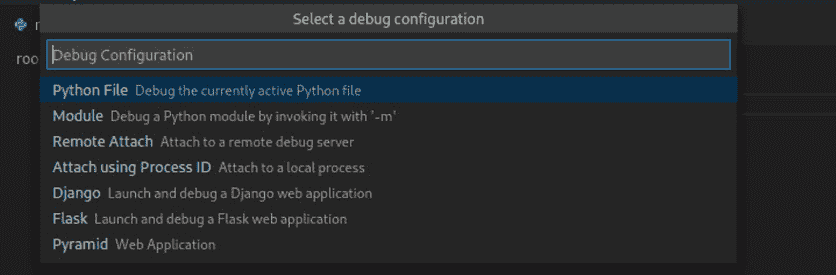 Select a debug configuration
Debug Configuration
roo
Python File Debug the currently active Python file
Module Debug a Python module by invoking it with '-m'
Remote Attach Attach to a remote debug server
Attach using Process ID Attach to a local process
Django Launch and debug a Django web application
Flask Launch and debug a Flask web application
Pyramid Web Application